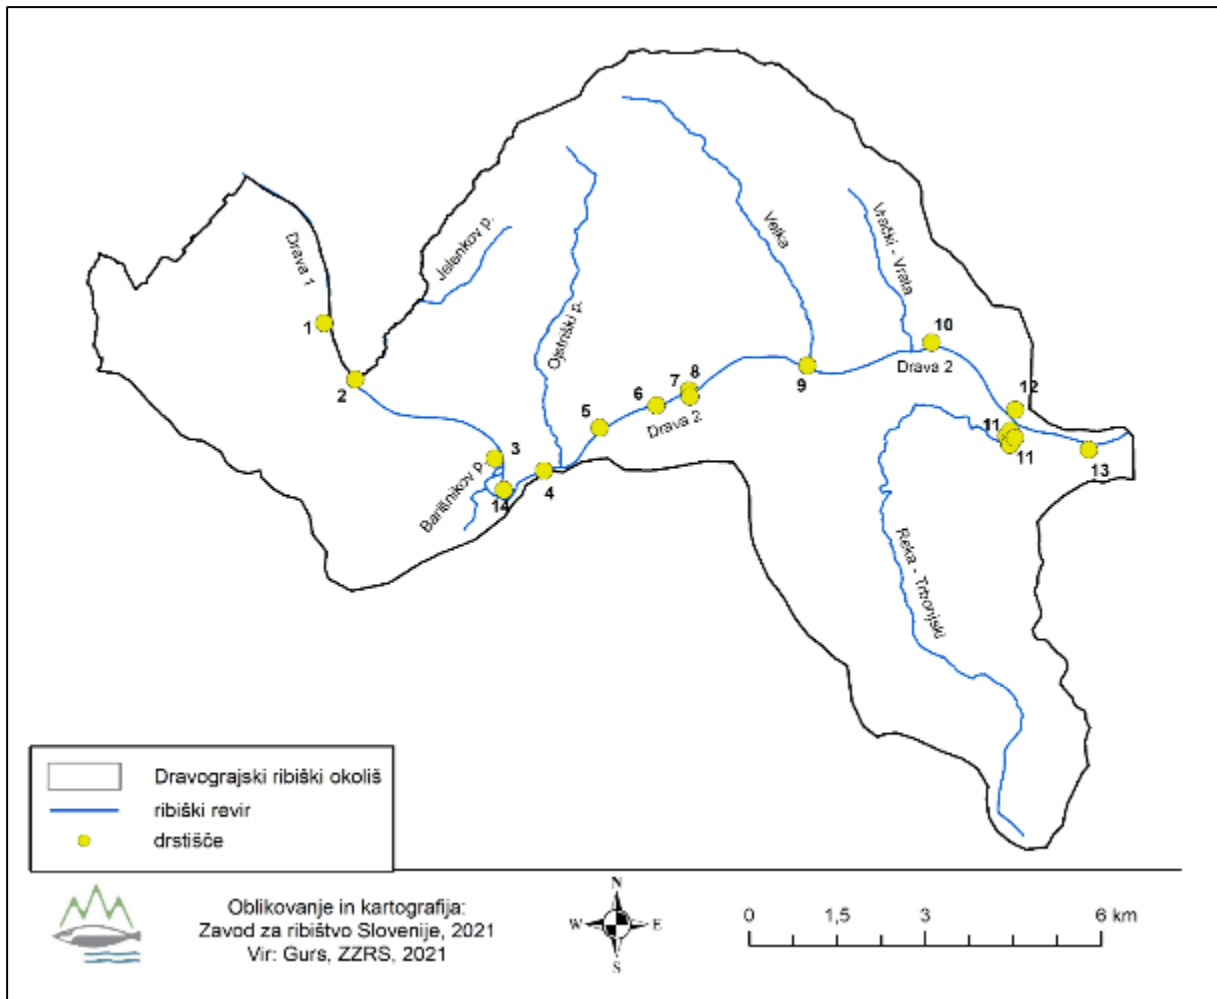 Drava 1
Jelenkov p.
Velka
Vrački - Vrata
Ojstriški p.
1
2
10
8
7
9
Drava 2
6
12
5
Drava 2
11
3
11
13
Barišnikov p.
4
14
Reka - Trbonjski
Dravograjski ribiški okoliš
ribiški revir
drstišče
Oblikovanje in kartografija:
Zavod za ribištvo Slovenije, 2021
Vir: Gurs, ZZRS, 2021
N
W E
S
0 1,5 3 6 km